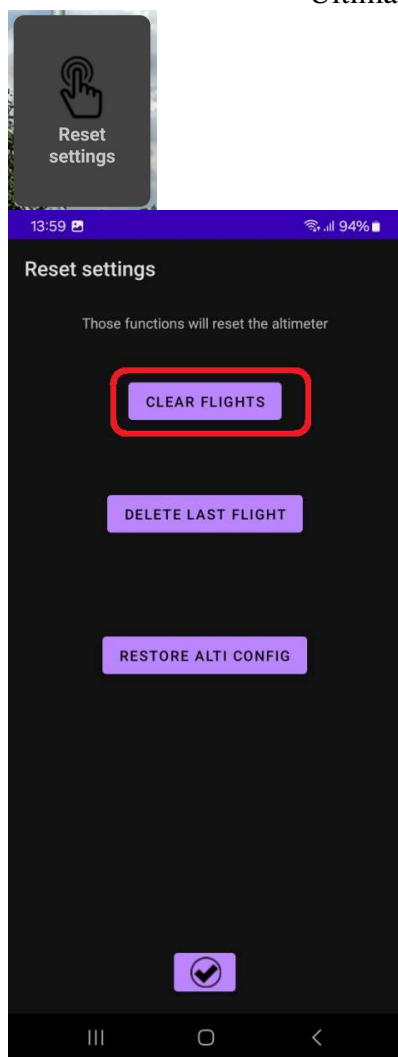 Reset
settings
13:59 94%
Reset settings
Those functions will reset the altimeter
CLEAR FLIGHTS
DELETE LAST FLIGHT
RESTORE ALTI CONFIG